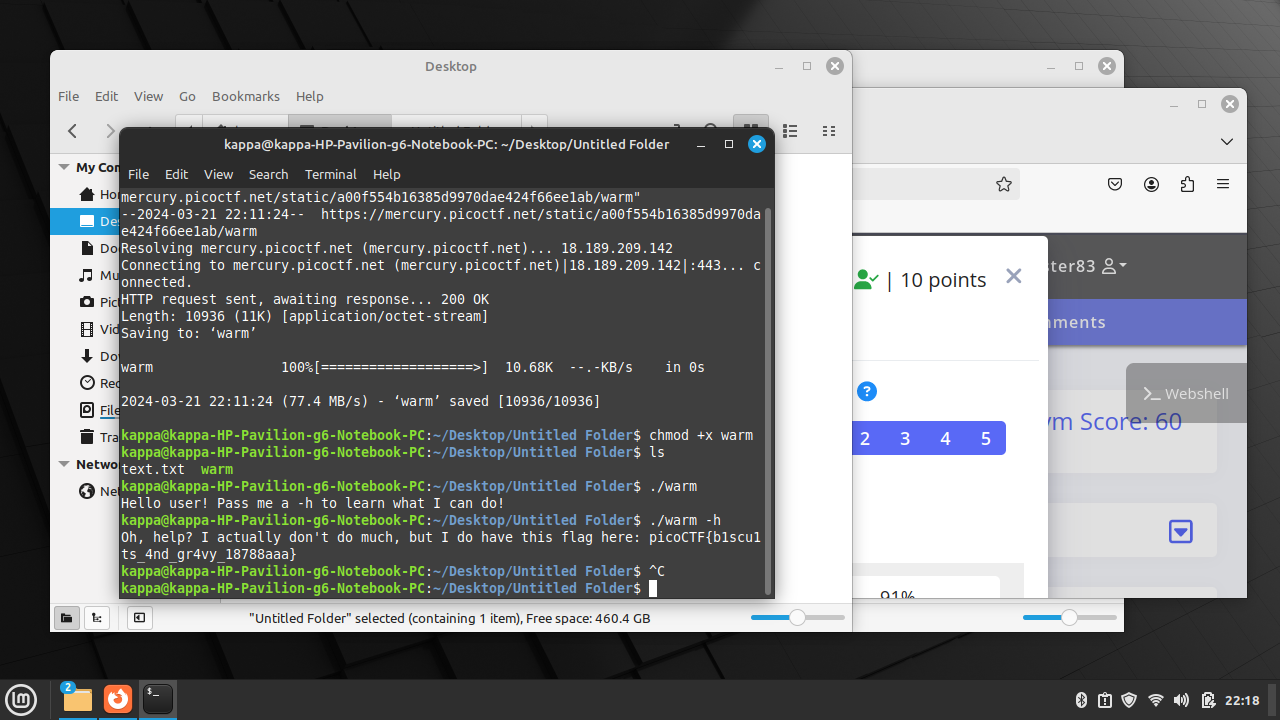 Desktop
File Edit View Go Bookmarks Help
kappa@kappa-HP-Pavilion-g6-Notebook-PC: ~/Desktop/Untitled Folder
File Edit View Search Terminal Help
mercury.picoctf.net/static/a00f554b16385d9970dae424f66ee1ab/warm"
--2024-03-21 22:11:24--  https://mercury.picoctf.net/static/a00f554b16385d9970da
e424f66ee1ab/warm
Resolving mercury.picoctf.net (mercury.picoctf.net)... 18.189.209.142
Connecting to mercury.picoctf.net (mercury.picoctf.net)|18.189.209.142|:443... c
onnected.
HTTP request sent, awaiting response... 200 OK
Length: 10936 (11K) [application/octet-stream]
Saving to: ‘warm’
warm                100%[===================>]  10.68K  --.-KB/s    in 0s
2024-03-21 22:11:24 (77.4 MB/s) - ‘warm’ saved [10936/10936]
kappa@kappa-HP-Pavilion-g6-Notebook-PC:~/Desktop/Untitled Folder$ chmod +x warm
kappa@kappa-HP-Pavilion-g6-Notebook-PC:~/Desktop/Untitled Folder$ ls
text.txt  warm
kappa@kappa-HP-Pavilion-g6-Notebook-PC:~/Desktop/Untitled Folder$ ./warm
Hello user! Pass me a -h to learn what I can do!
kappa@kappa-HP-Pavilion-g6-Notebook-PC:~/Desktop/Untitled Folder$ ./warm -h
Oh, help? I actually don't do much, but I do have this flag here: picoCTF{b1scu1
ts_4nd_gr4vy_18788aaa}
kappa@kappa-HP-Pavilion-g6-Notebook-PC:~/Desktop/Untitled Folder$ ^C
kappa@kappa-HP-Pavilion-g6-Notebook-PC:~/Desktop/Untitled Folder$
My Com
Ho
Des
Do
Mu
Pic
Vid
Do
Rec
File
Tra
Netwo
Ne
"Untitled Folder" selected (containing 1 item), Free space: 460.4 GB
| 10 points
ster83
mments
?
Webshell
ym Score: 60
2 3 4 5
91%
2
$_
22:18